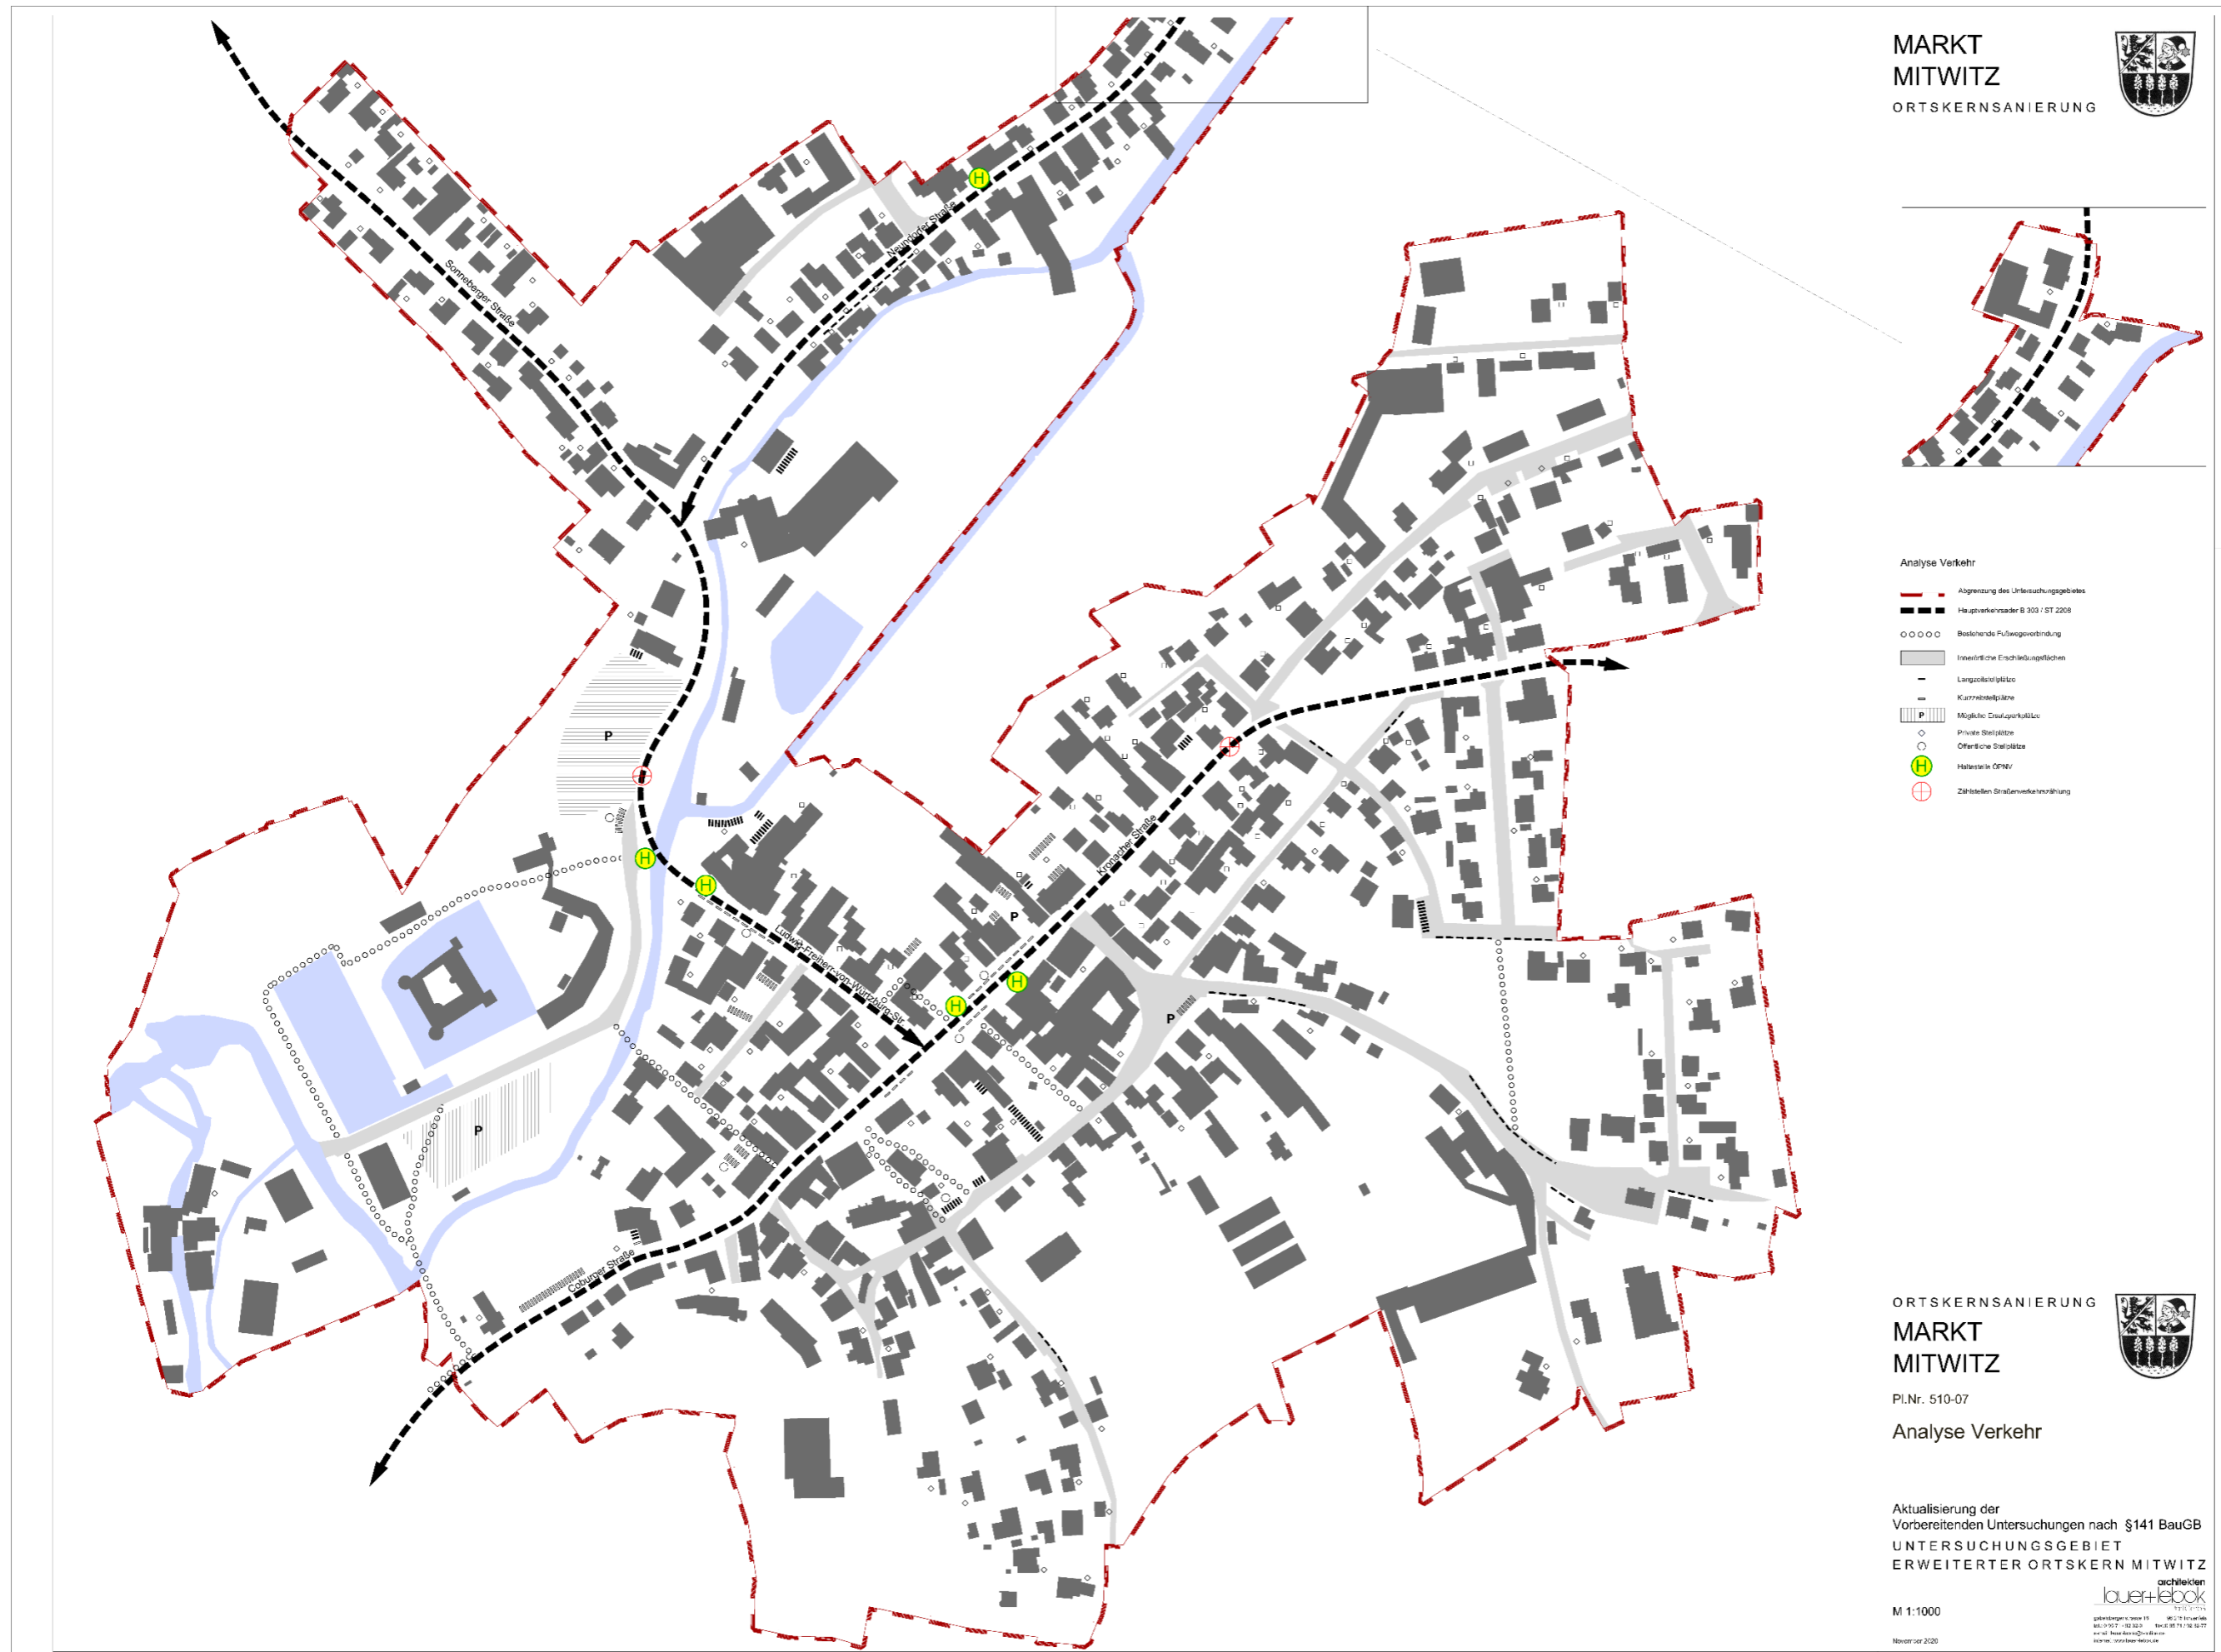 MARKT
MITWITZ
ORTSKERNSANIERUNG
Sonneberger Straße
Neundorfer Straße
H
P
H
H
Ludwig-Freiherr-von-Würzburg-Str.
Kronacher Straße
P
H
H
P
P
Coburger Straße
Analyse Verkehr
Abgrenzung des Untersuchungsgebietes
Hauptverkehrsader B 303 / ST 2208
Bestehende Fußwegeverbindung
Innerörtliche Erschließungsflächen
Langzeitstellplätze
Kurzzeitstellplätze
P Mögliche Ersatzparkplätze
Private Stellplätze
Öffentliche Stellplätze
H Haltestelle ÖPNV
Zählstellen Straßenverkehrszählung
ORTSKERNSANIERUNG
MARKT
MITWITZ
Pl.Nr. 510-07
Analyse Verkehr
Aktualisierung der
Vorbereitenden Untersuchungen nach §141 BauGB
UNTERSUCHUNGSGEBIET
ERWEITERTER ORTSKERN MITWITZ
architekten
lauer+lebok
M 1:1000
November 2020